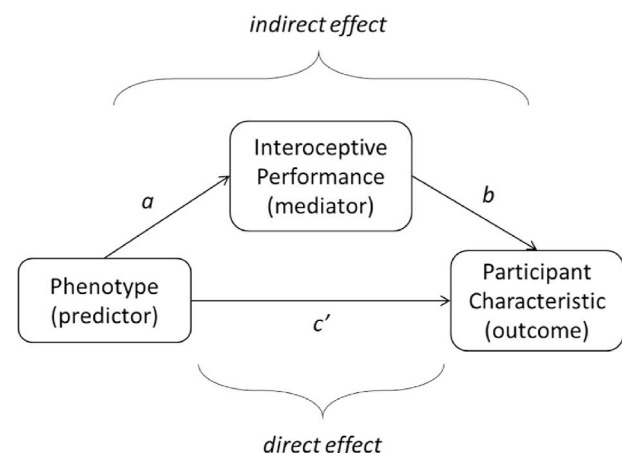 indirect effect
Interoceptive
Performance
(mediator)
a
b
Phenotype
(predictor)
Participant
Characteristic
(outcome)
c'
direct effect